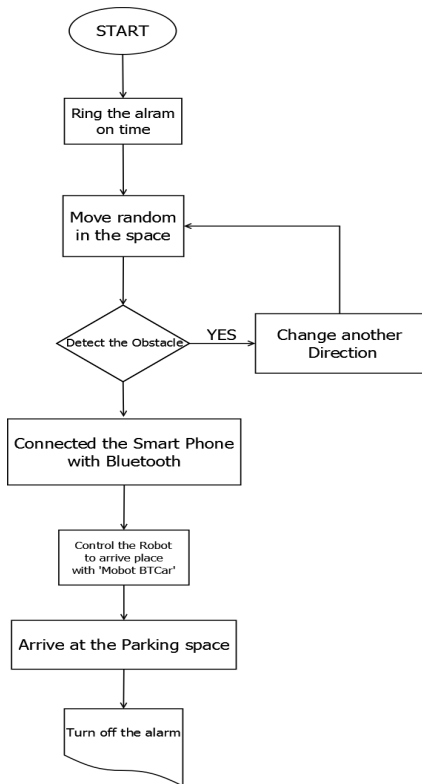 START
Ring the alram
on time
Move random
in the space
Detect the Obstacle
YES
Change another
Direction
Connected the Smart Phone
with Bluetooth
Control the Robot
to arrive place
with 'Mobot BTCar'
Arrive at the Parking space
Turn off the alarm